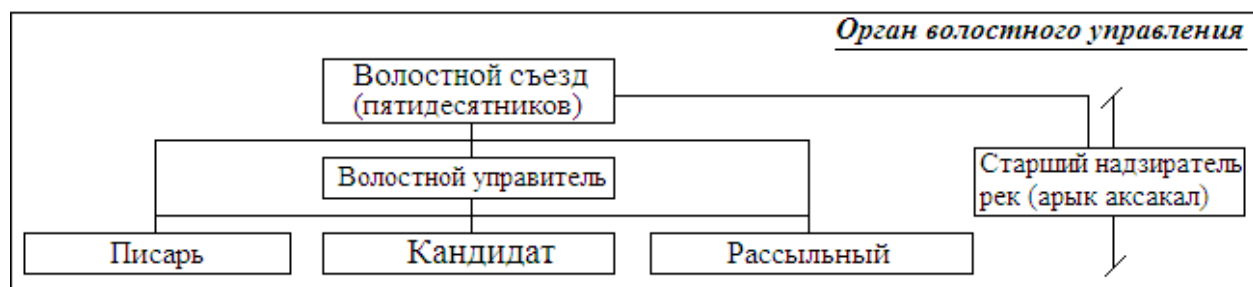 Орган волостного управления
Волостной съезд
(пятидесятников)
Волостной управитель
Старший надзиратель
рек (арык аксакал)
Писарь
Кандидат
Рассыльный